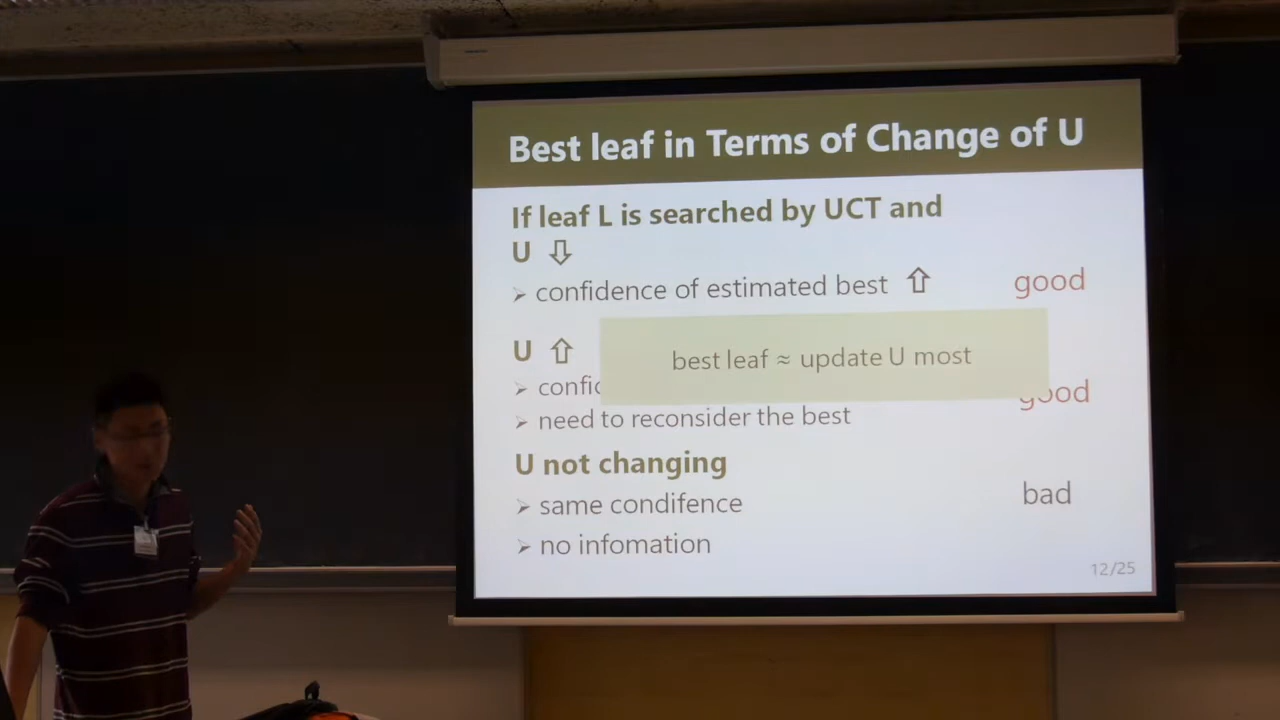 Best leaf in Terms of Change of U
If leaf L is searched by UCT and
U ⇩
➢ confidence of estimated best ⇧ good
U ⇧
best leaf ≈ update U most
➢ confid
good
➢ need to reconsider the best
U not changing
➢ same condifence bad
➢ no infomation
12/25